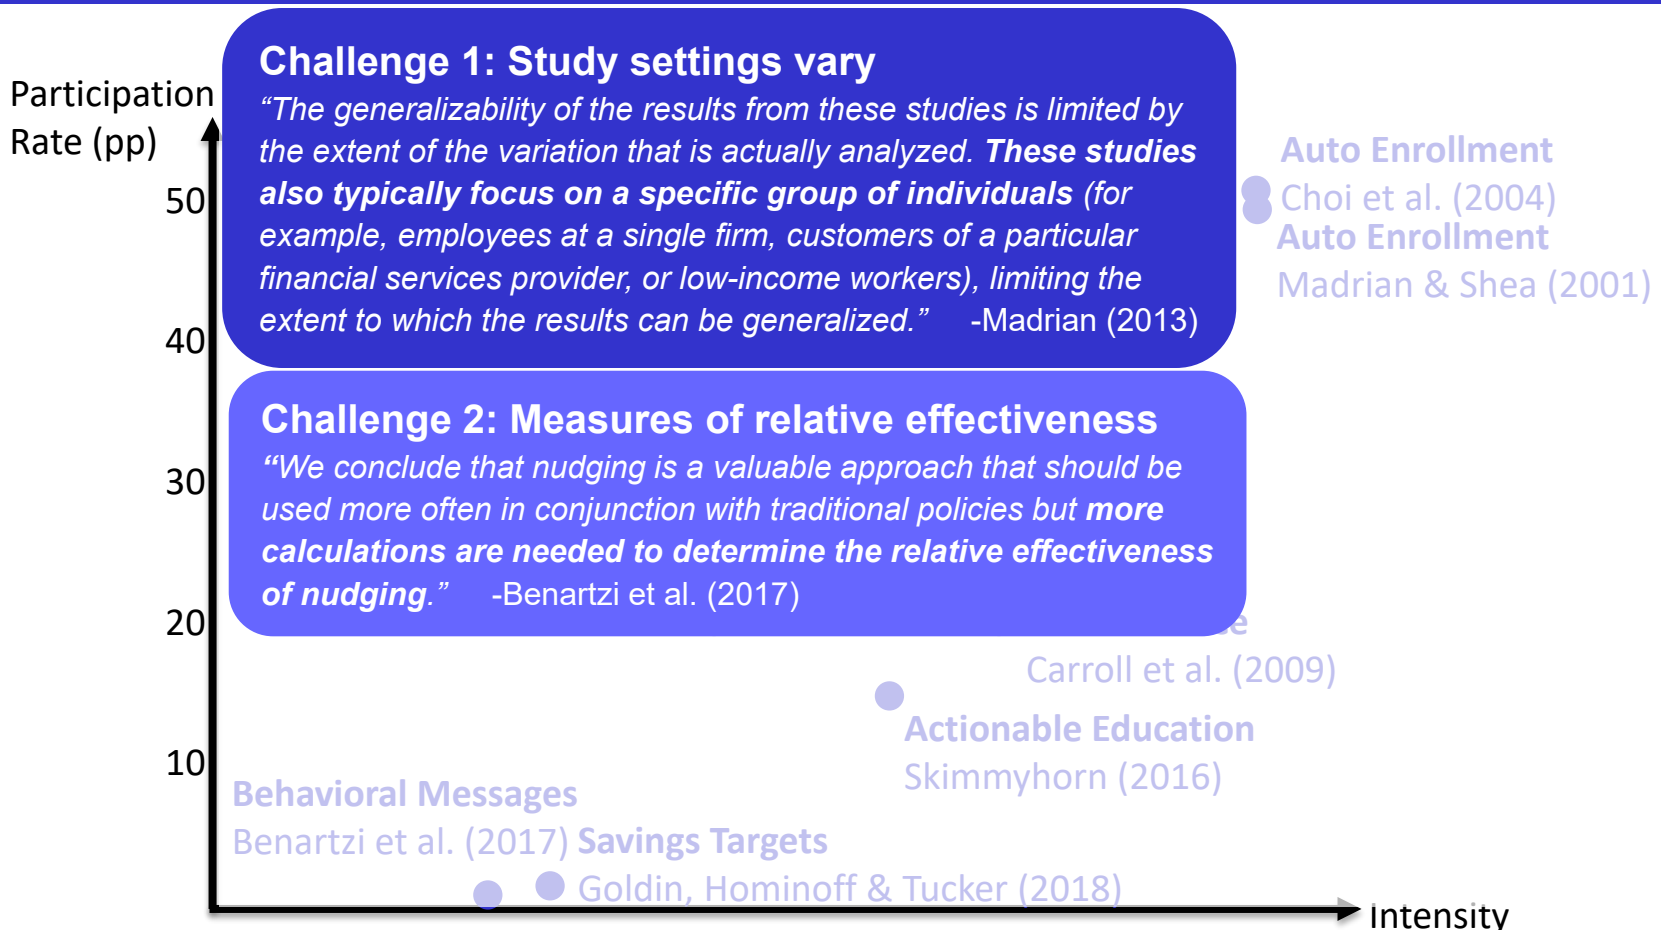 Participation
Rate (pp)
50
40
30
20
10
Challenge 1: Study settings vary
“The generalizability of the results from these studies is limited by
the extent of the variation that is actually analyzed. These studies
also typically focus on a specific group of individuals (for
example, employees at a single firm, customers of a particular
financial services provider, or low-income workers), limiting the
extent to which the results can be generalized.” -Madrian (2013)
Challenge 2: Measures of relative effectiveness
“We conclude that nudging is a valuable approach that should be
used more often in conjunction with traditional policies but more
calculations are needed to determine the relative effectiveness
of nudging.” -Benartzi et al. (2017)
Auto Enrollment
Choi et al. (2004)
Auto Enrollment
Madrian & Shea (2001)
Carroll et al. (2009)
Actionable Education
Skimmyhorn (2016)
Behavioral Messages
Benartzi et al. (2017)
Savings Targets
Goldin, Hominoff & Tucker (2018)
Intensity